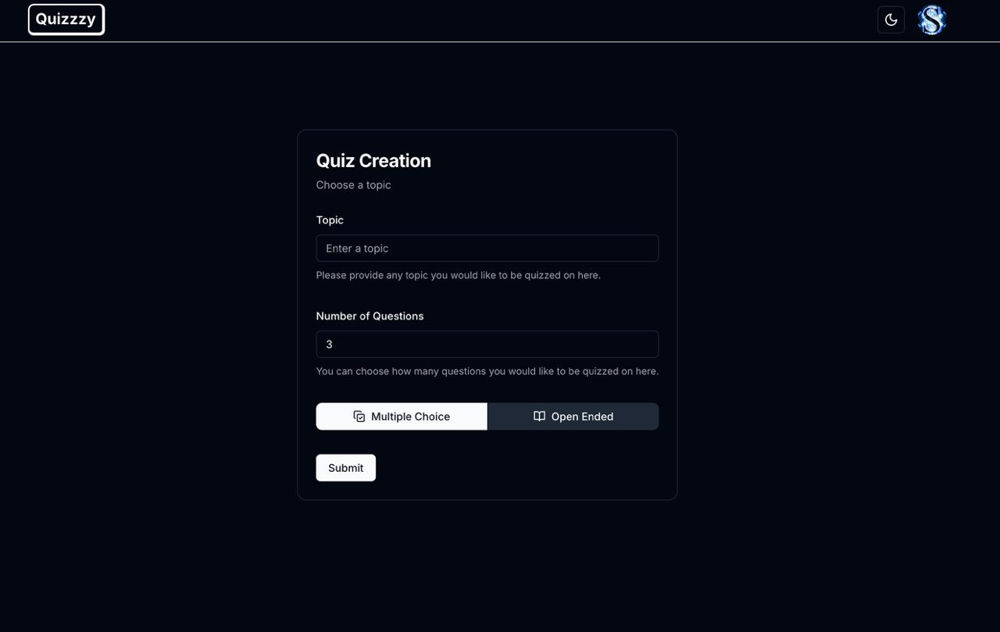 Quizzzy
S
Quiz Creation
Choose a topic
Topic
Enter a topic
Please provide any topic you would like to be quizzed on here.
Number of Questions
3
You can choose how many questions you would like to be quizzed on here.
Multiple Choice
Open Ended
Submit